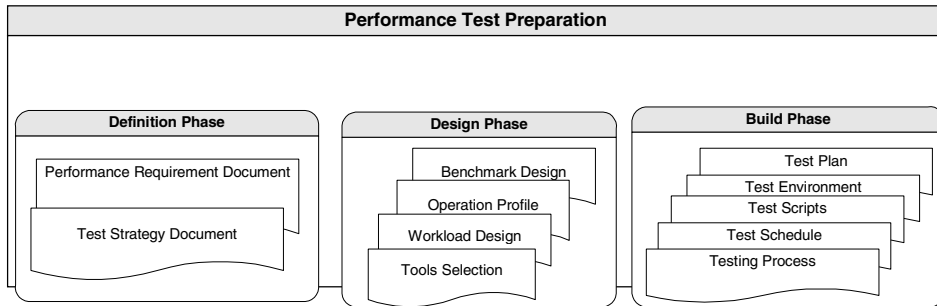 Performance Test Preparation
Definition Phase
Performance Requirement Document
Test Strategy Document
Design Phase
Benchmark Design
Operation Profile
Workload Design
Tools Selection
Build Phase
Test Plan
Test Environment
Test Scripts
Test Schedule
Testing Process